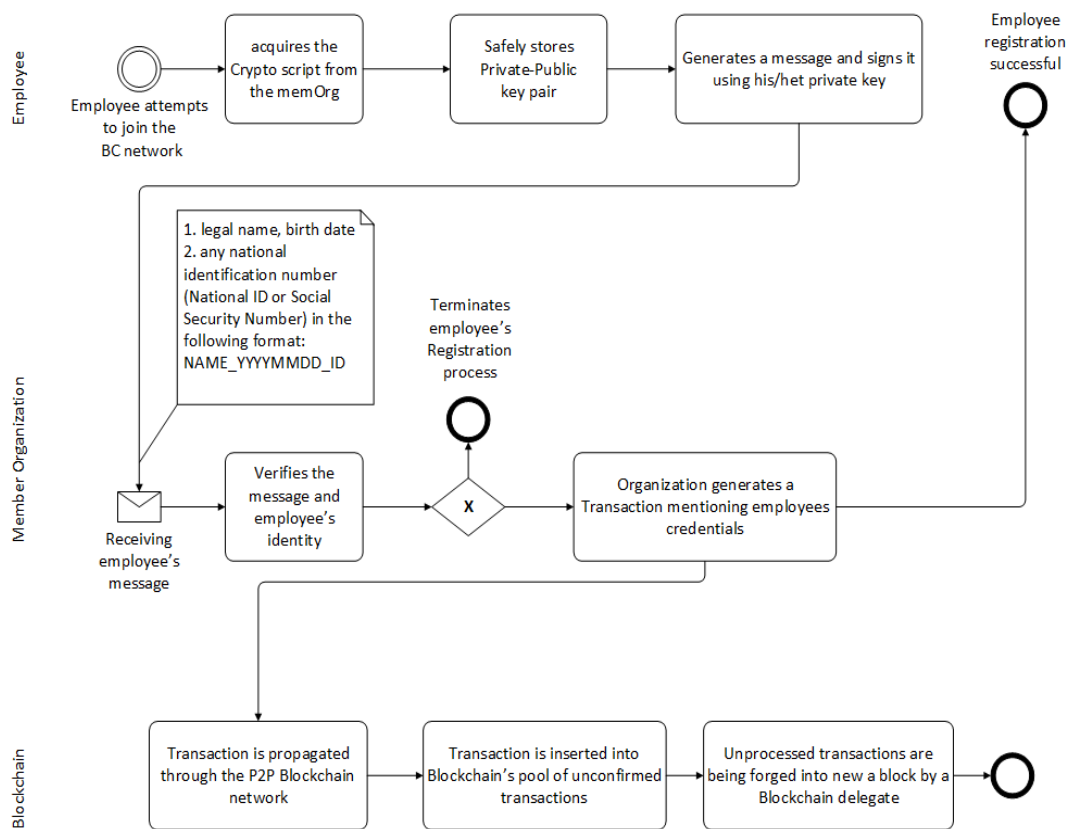 Employee
Employee attempts
to join the
BC network
acquires the
Crypto script from
the memOrg
Safely stores
Private-Public
key pair
Generates a message and signs it
using his/het private key
Employee
registration
successful
Member Organization
1. legal name, birth date
2. any national
identification number
(National ID or Social
Security Number) in the
following format:
NAME_YYYYMMDD_ID
Receiving
employee’s
message
Verifies the
message and
employee’s
identity
Terminates
employee’s
Registration
process
X
Organization generates a
Transaction mentioning employees
credentials
Blockchain
Transaction is propagated
through the P2P Blockchain
network
Transaction is inserted into
Blockchain’s pool of unconfirmed
transactions
Unprocessed transactions are
being forged into new a block by a
Blockchain delegate